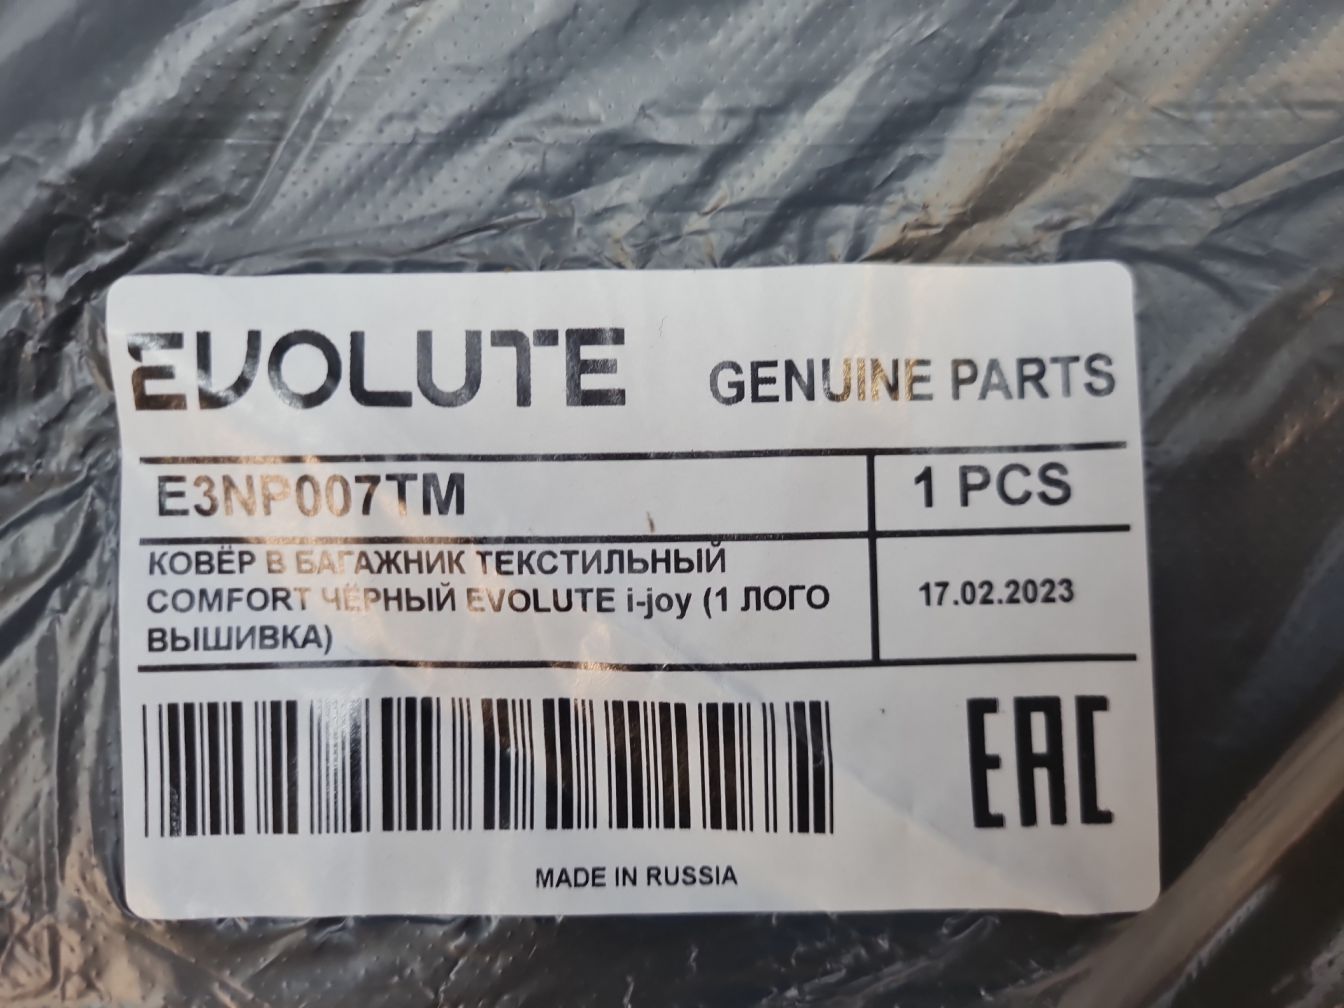 EVOLUTE GENUINE PARTS
E3NP007TM 1 PCS
КОВЁР В БАГАЖНИК ТЕКСТИЛЬНЫЙ
COMFORT ЧЁРНЫЙ EVOLUTE i-joy (1 ЛОГО
ВЫШИВКА)
17.02.2023
EAC
MADE IN RUSSIA